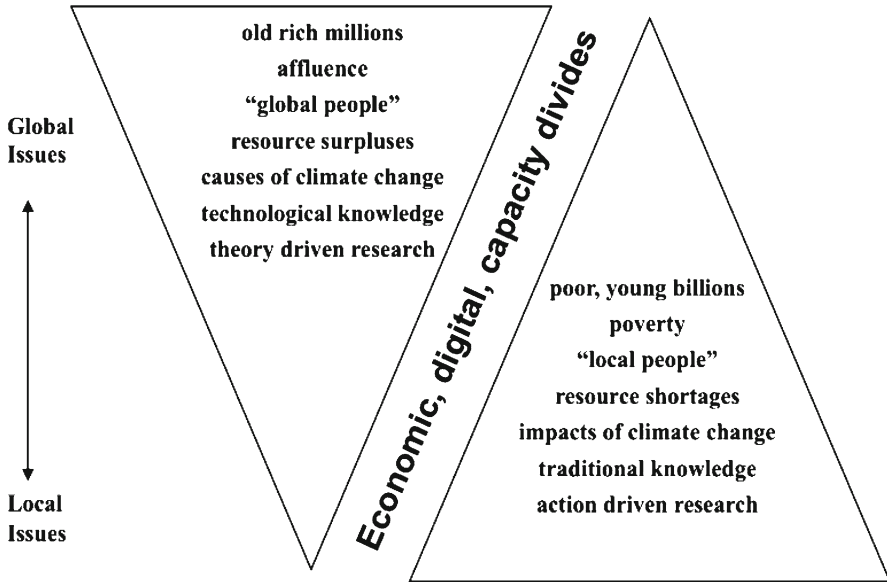 old rich millions
affluence
“global people”
resource surpluses
causes of climate change
technological knowledge
theory driven research
Global
Issues
Local
Issues
Economic, digital, capacity divides
poor, young billions
poverty
“local people”
resource shortages
impacts of climate change
traditional knowledge
action driven research